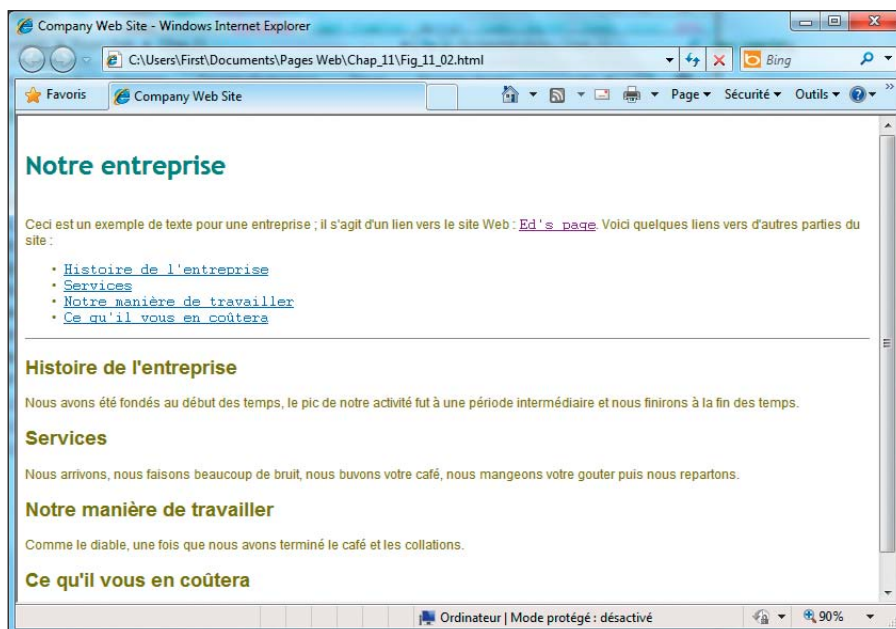 Company Web Site - Windows Internet Explorer
C:\Users\First\Documents\Pages Web\Chap_11\Fig_11_02.html
Bing
Favoris
Company Web Site
Page
Sécurité
Outils
Notre entreprise
Ceci est un exemple de texte pour une entreprise ; il s'agit d'un lien vers le site Web : Ed's page. Voici quelques liens vers d'autres parties du
site :
• Histoire de l'entreprise
• Services
• Notre manière de travailler
• Ce qu'il vous en coûtera
Histoire de l'entreprise
Nous avons été fondés au début des temps, le pic de notre activité fut à une période intermédiaire et nous finirons à la fin des temps.
Services
Nous arrivons, nous faisons beaucoup de bruit, nous buvons votre café, nous mangeons votre gouter puis nous repartons.
Notre manière de travailler
Comme le diable, une fois que nous avons terminé le café et les collations.
Ce qu'il vous en coûtera
Ordinateur | Mode protégé : désactivé
90%